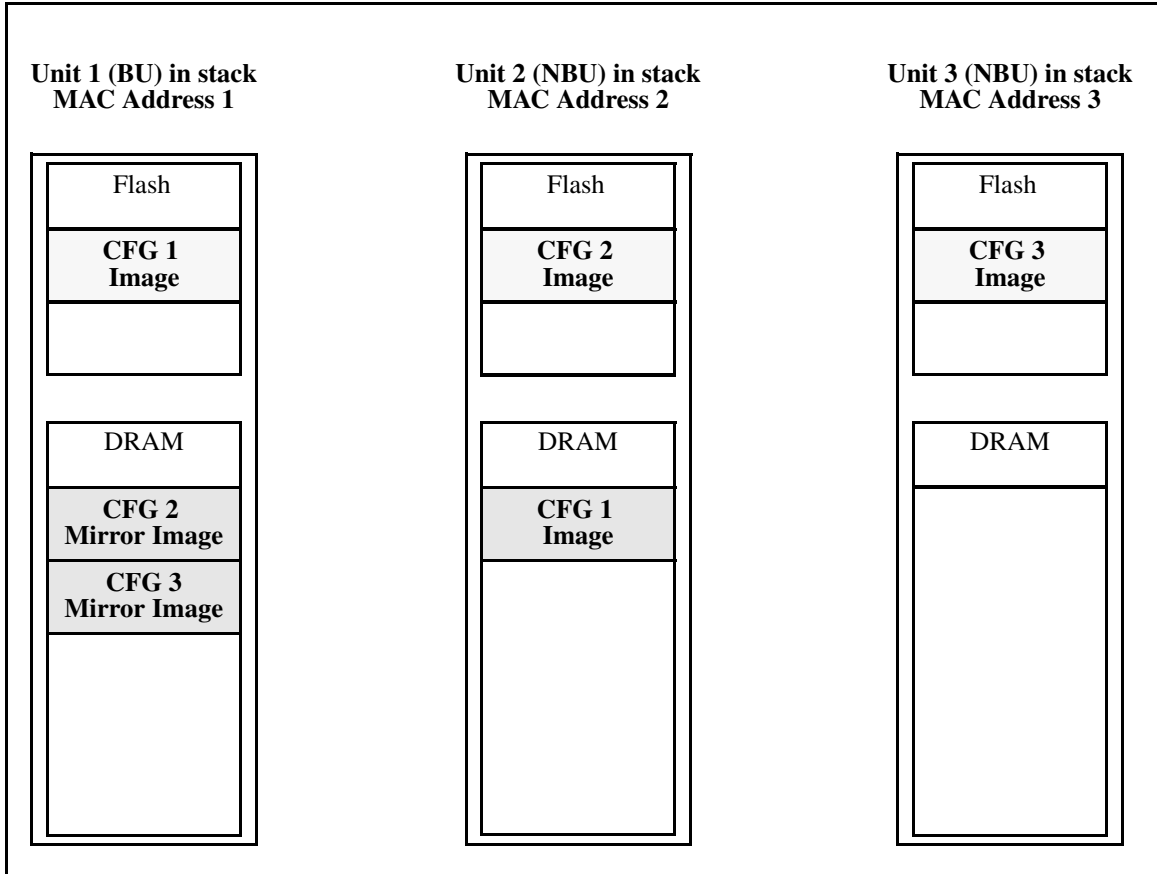 Unit 1 (BU) in stack
MAC Address 1
Unit 2 (NBU) in stack
MAC Address 2
Unit 3 (NBU) in stack
MAC Address 3
Flash
CFG 1
Image
DRAM
CFG 2
Mirror Image
CFG 3
Mirror Image
Flash
CFG 2
Image
DRAM
CFG 1
Image
Flash
CFG 3
Image
DRAM